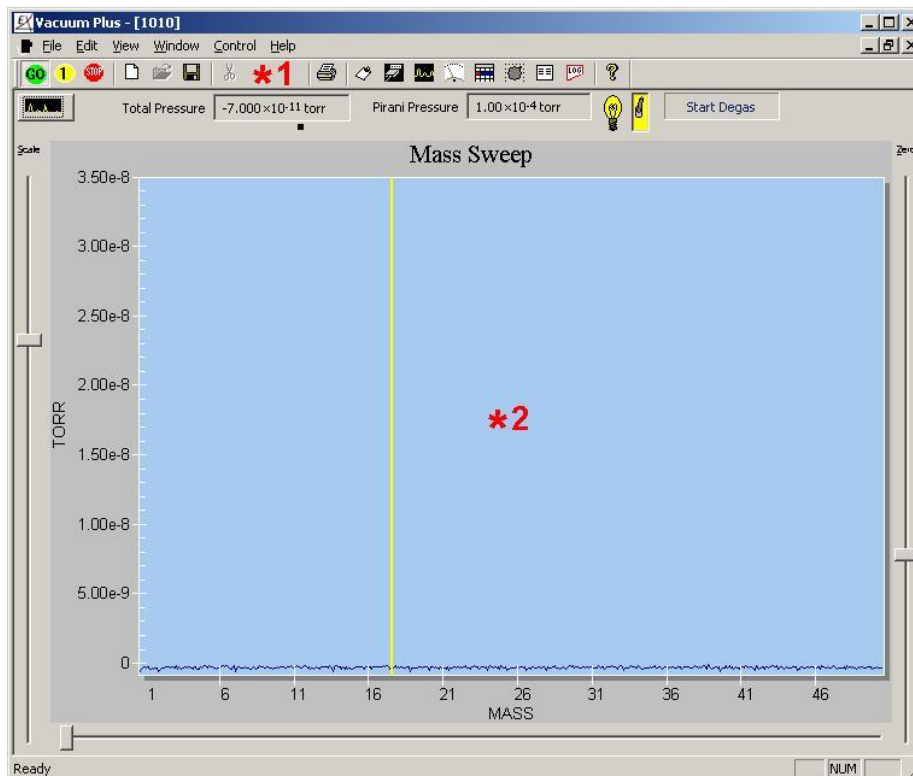 Vacuum Plus - [1010]
File Edit View Window Control Help
GO 1 STOP *1 LOG ?
Total Pressure -7.000×10-11 torr Pirani Pressure 1.00×10-4 torr Start Degas
Scale Zero
Mass Sweep
3.50e-8
3.00e-8
2.50e-8
2.00e-8
*2
TORR
1.50e-8
1.00e-8
5.00e-9
0
1 6 11 16 21 26 31 36 41 46
MASS
Ready NUM